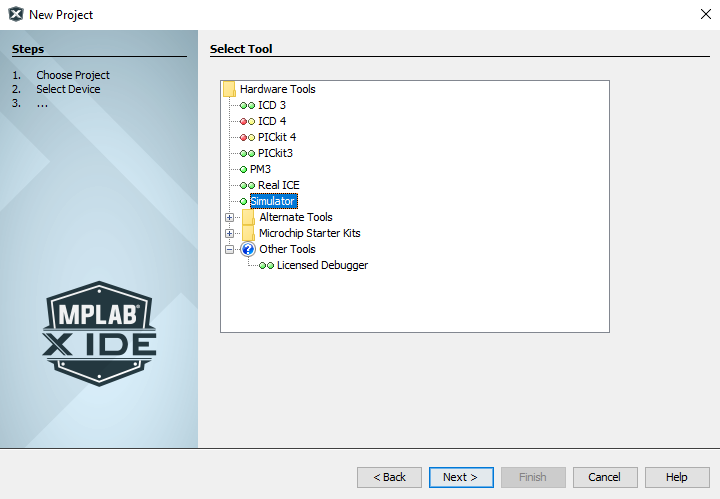 New Project
Steps
1. Choose Project
2. Select Device
3. ...
MPLAB®
X IDE
Select Tool
Hardware Tools
ICD 3
ICD 4
PICkit 4
PICkit3
PM3
Real ICE
Simulator
Alternate Tools
Microchip Starter Kits
Other Tools
Licensed Debugger
< Back
Next >
Finish
Cancel
Help